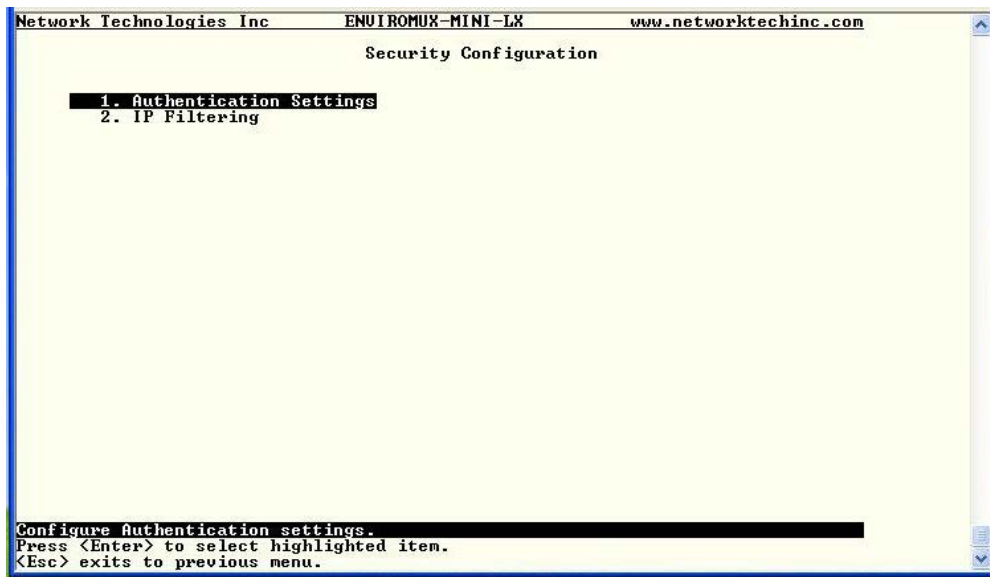 Network Technologies Inc ENVIROMUX-MINI-LX www.networktechinc.com
Security Configuration
1. Authentication Settings
2. IP Filtering
Configure Authentication settings.
Press <Enter> to select highlighted item.
<Esc> exits to previous menu.